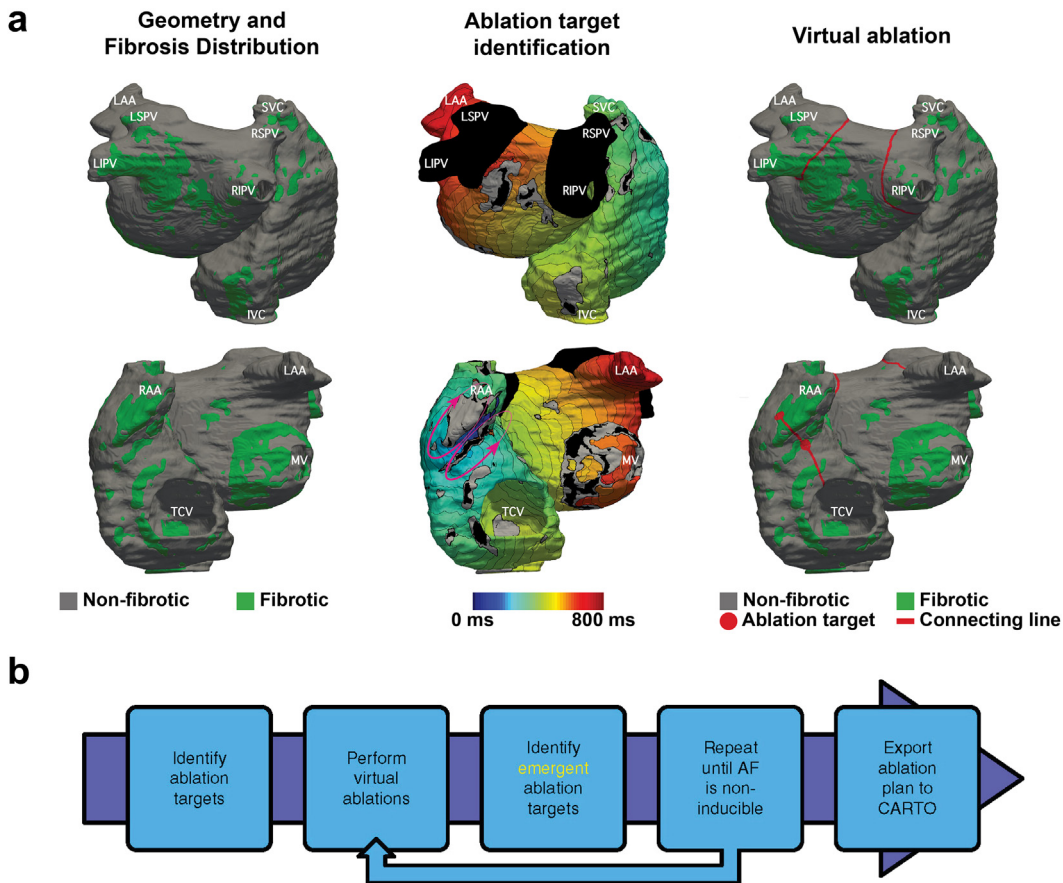 a
Geometry and
Fibrosis Distribution
Ablation target
identification
Virtual ablation
LAA
LSPV
LIPV
SVC
RSPV
RIPV
IVC
LAA
LSPV
LIPV
SVC
RSPV
RIPV
IVC
LAA
LSPV
LIPV
SVC
RSPV
RIPV
IVC
RAA
LAA
MV
TCV
RAA
LAA
MV
TCV
RAA
LAA
MV
TCV
Non-fibrotic Fibrotic
0 ms 800 ms
Non-fibrotic Fibrotic
Ablation target Connecting line
b
Identify
ablation
targets
Perform
virtual
ablations
Identify
emergent
ablation
targets
Repeat
until AF
is non-
inducible
Export
ablation
plan to
CARTO